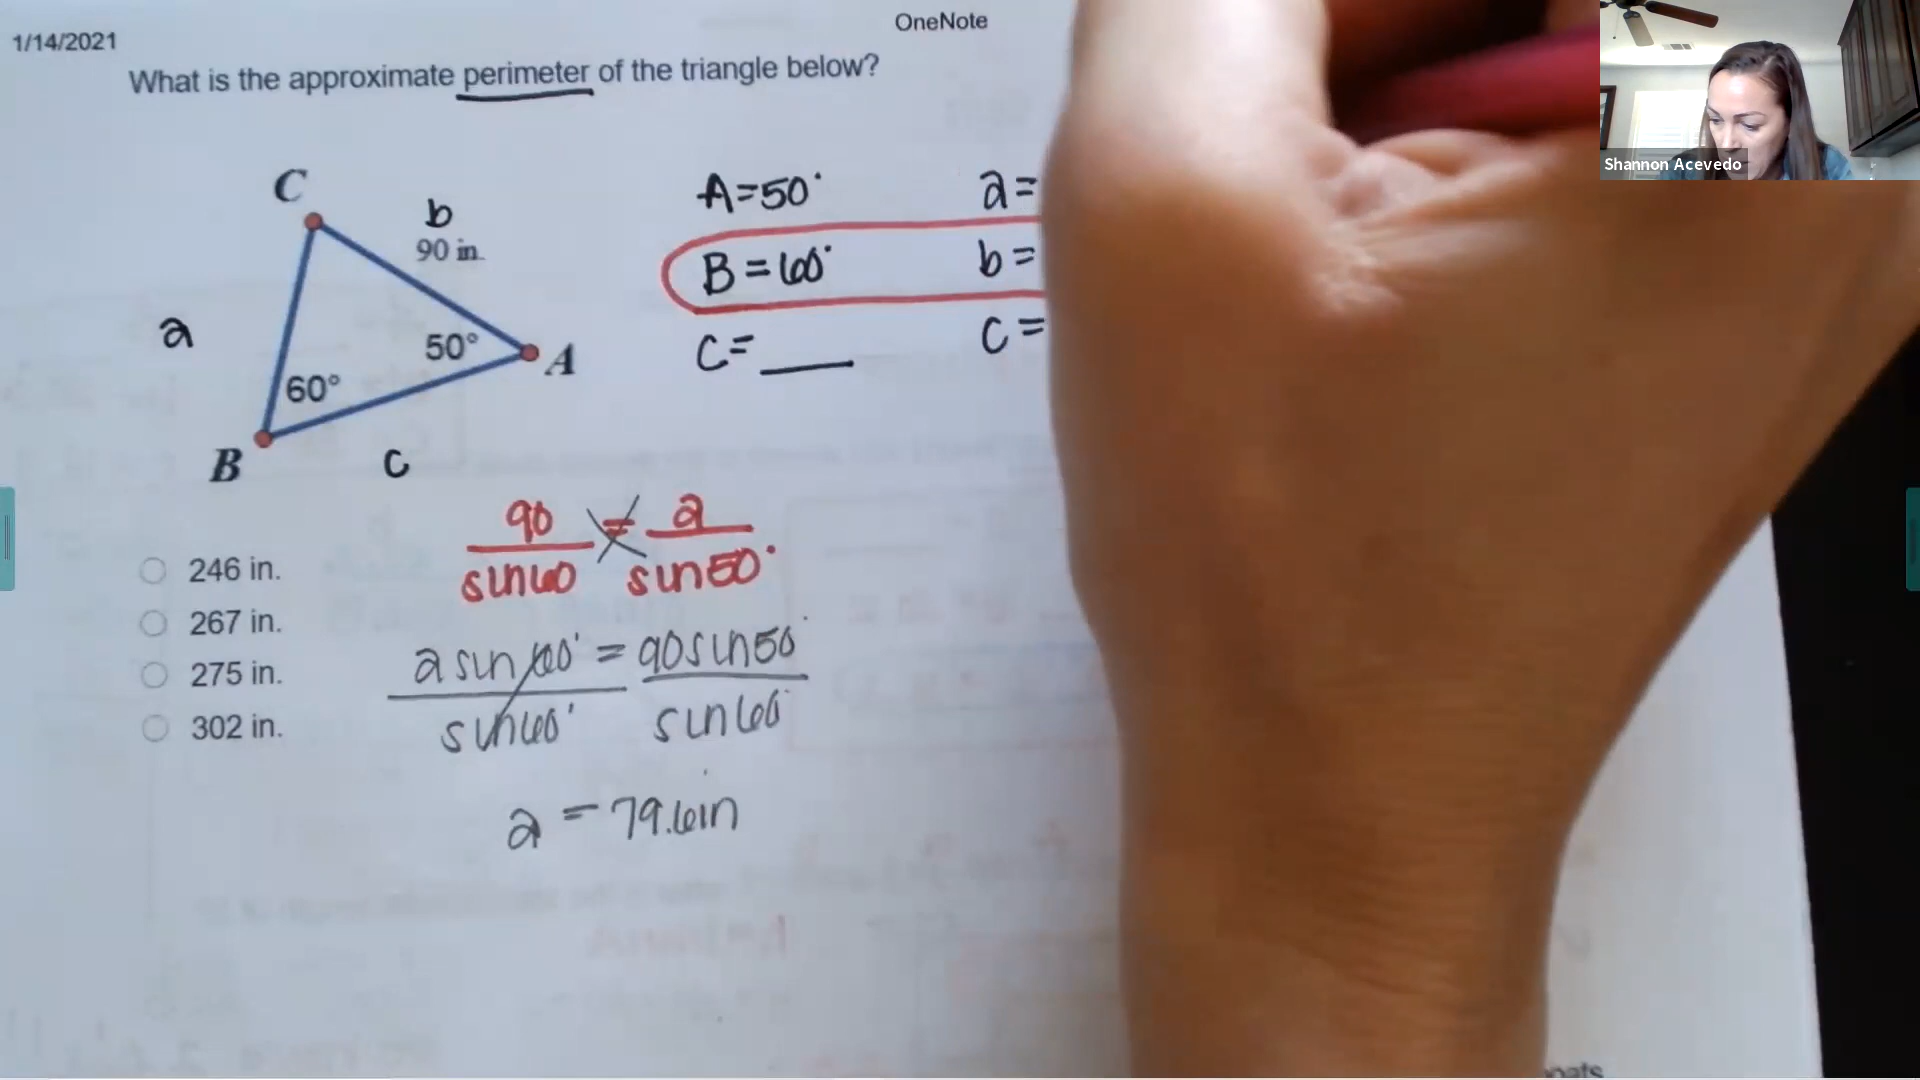 OneNote
1/14/2021
What is the approximate perimeter of the triangle below?
C
b
90 in.
a
50°
A
60°
B
c
A=50° a=
B=60° b=
C=___ c=
90/sin60 = a/sin50°
246 in.
267 in.
275 in.
302 in.
a sin60° = 90sin50°
sin60° sin60°
a = 79.6in
Shannon Acevedo